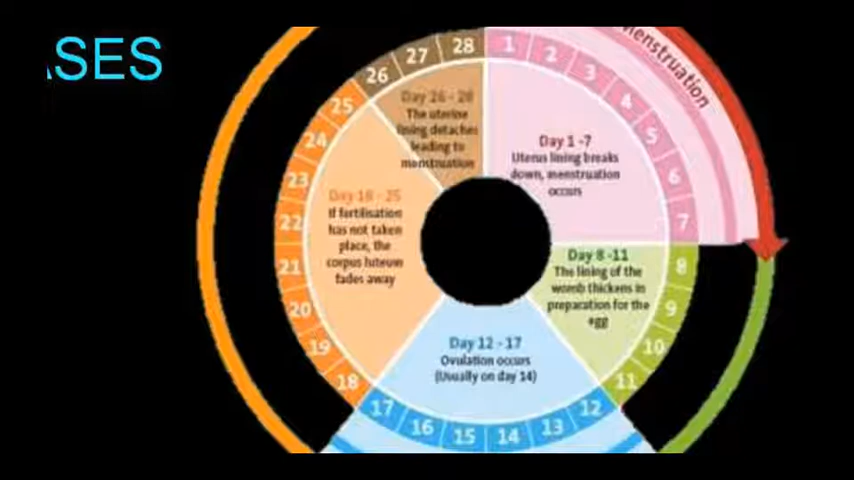 ASES
menstruation
1
2
3
4
5
6
7
8
9
10
11
12
13
14
15
16
17
18
19
20
21
22
23
24
25
26
27
28
Day 1 -7
Uterus lining breaks
down, menstruation
occurs
Day 8 -11
The lining of the
womb thickens in
preparation for the
egg
Day 12 - 17
Ovulation occurs
(Usually on day 14)
Day 18 - 25
If fertilisation
has not taken
place, the
corpus luteum
fades away
Day 26 - 28
The uterine
lining detaches
leading to
menstruation